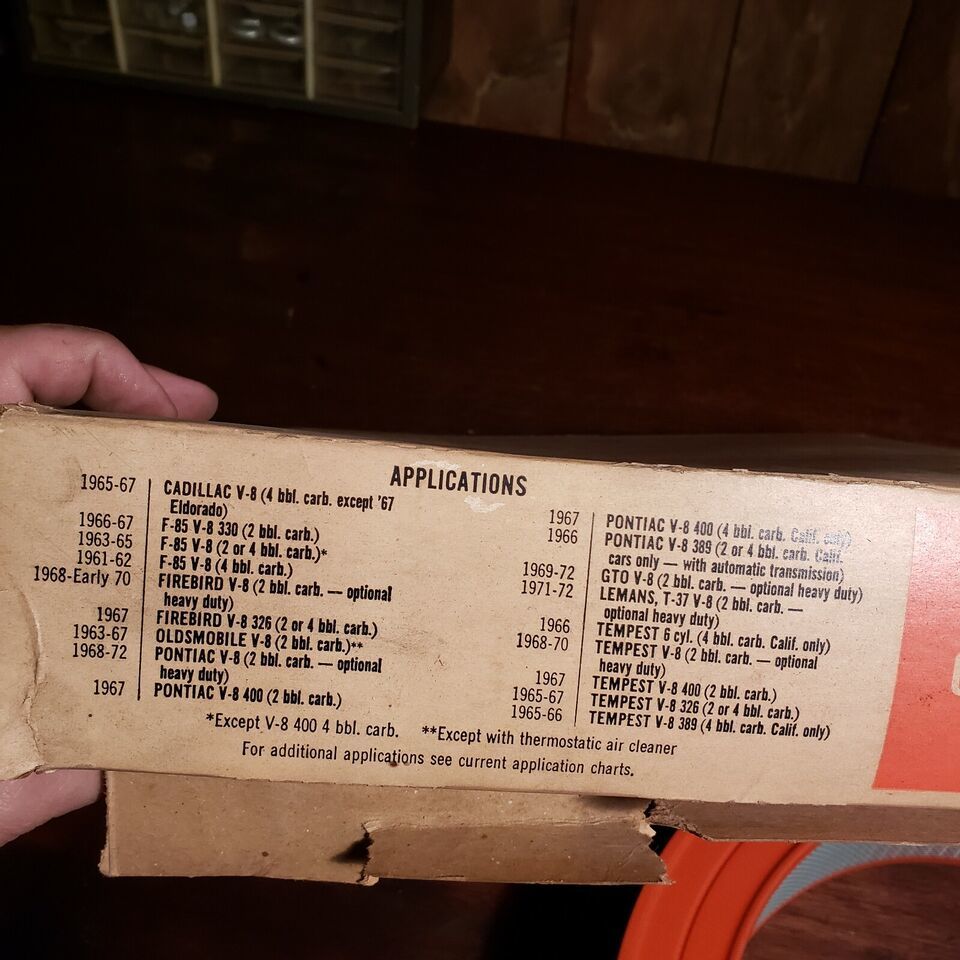 APPLICATIONS
1965-67 CADILLAC V-8 (4 bbl. carb. except '67
Eldorado)
1966-67 F-85 V-8 330 (2 bbl. carb.)
1963-65 F-85 V-8 (2 or 4 bbl. carb.)*
1961-62 F-85 V-8 (4 bbl. carb.)
1968-Early 70 FIREBIRD V-8 (2 bbl. carb. — optional
heavy duty)
1967 FIREBIRD V-8 326 (2 or 4 bbl. carb.)
1963-67 OLDSMOBILE V-8 (2 bbl. carb.)**
1968-72 PONTIAC V-8 (2 bbl. carb. — optional
heavy duty)
1967 PONTIAC V-8 400 (2 bbl. carb.)
1967 PONTIAC V-8 400 (4 bbl. carb. Calif. only)
1966 PONTIAC V-8 389 (2 or 4 bbl. carb. Calif.
cars only — with automatic transmission)
1969-72 GTO V-8 (2 bbl. carb. — optional heavy duty)
1971-72 LEMANS, T-37 V-8 (2 bbl. carb. —
optional heavy duty)
1966 TEMPEST 6 cyl. (4 bbl. carb. Calif. only)
1968-70 TEMPEST V-8 (2 bbl. carb. — optional
heavy duty)
1967 TEMPEST V-8 400 (2 bbl. carb.)
1965-67 TEMPEST V-8 326 (2 or 4 bbl. carb.)
1965-66 TEMPEST V-8 389 (4 bbl. carb. Calif. only)
*Except V-8 400 4 bbl. carb. **Except with thermostatic air cleaner
For additional applications see current application charts.